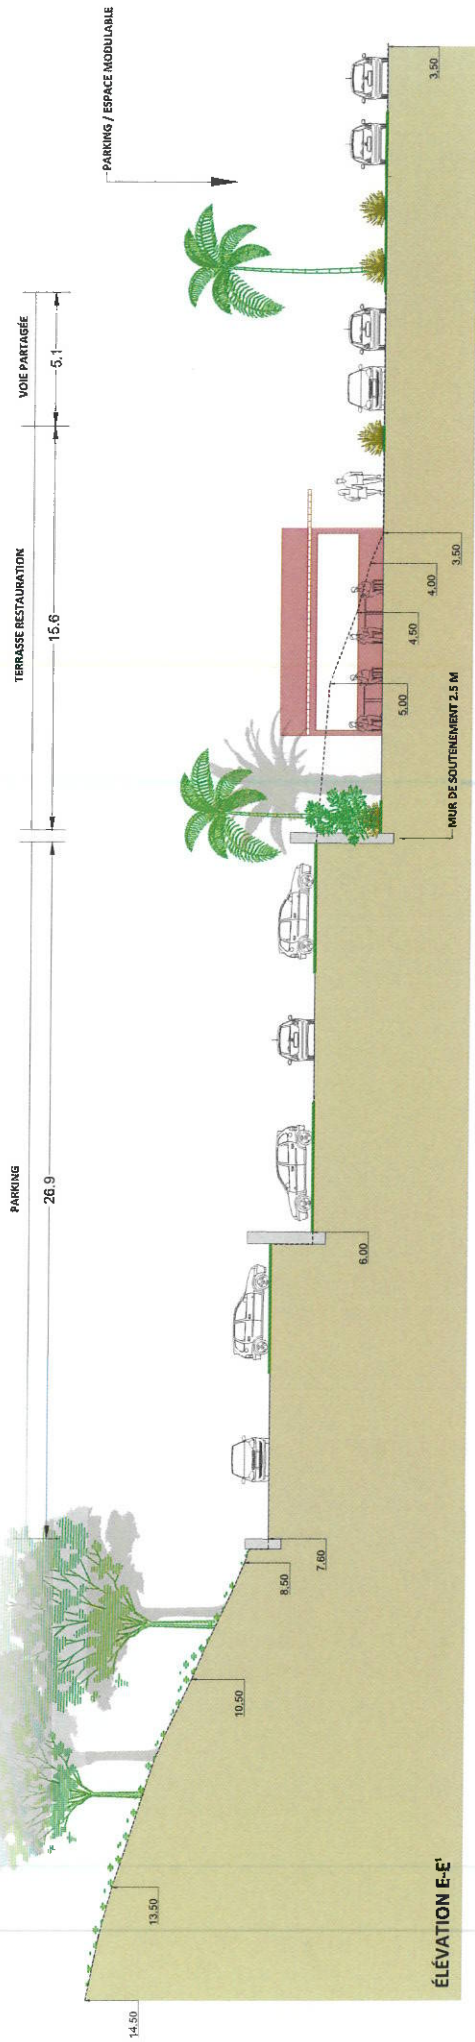 PARKING
TERRASSE RESTAURATION
VOIE PARTAGÉE
26.9
15.6
5.1
PARKING / ESPACE MODULABLE
14.50
13.50
10.50
8.50
7.60
6.00
MUR DE SOUTENEMENT 2.5 M
5.00
4.50
4.00
3.50
3.50
ÉLÉVATION E-E'